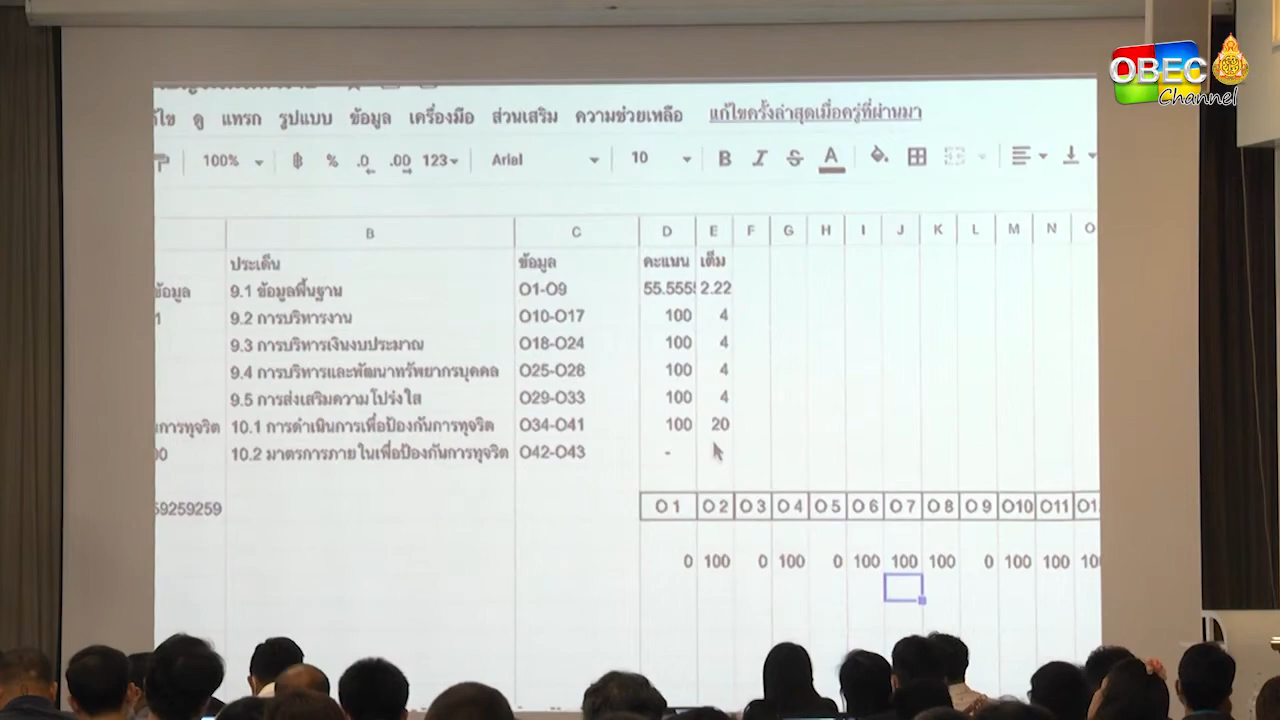 OBEC
Channel
ดู แทรก รูปแบบ ข้อมูล เครื่องมือ ส่วนเสริม ความช่วยเหลือ แก้ไขครั้งล่าสุดเมื่อครู่ที่ผ่านมา
100% ฿ % .0 .00 123 Arial 10 B I S A
B C D E F G H I J K L M N O
ประเด็น ข้อมูล คะแนน เต็ม
ข้อมูล 9.1 ข้อมูลพื้นฐาน O1-O9 55.555 2.22
1 9.2 การบริหารงาน O10-O17 100 4
9.3 การบริหารเงินงบประมาณ O18-O24 100 4
9.4 การบริหารและพัฒนาทรัพยากรบุคคล O25-O28 100 4
9.5 การส่งเสริมความโปร่งใส O29-O33 100 4
การทุจริต 10.1 การดำเนินการเพื่อป้องกันการทุจริต O34-O41 100 20
00 10.2 มาตรการภายในเพื่อป้องกันการทุจริต O42-O43 -
59259259 O 1 O 2 O 3 O 4 O 5 O 6 O 7 O 8 O 9 O10 O11 O1
0 100 0 100 0 100 100 100 0 100 100 10